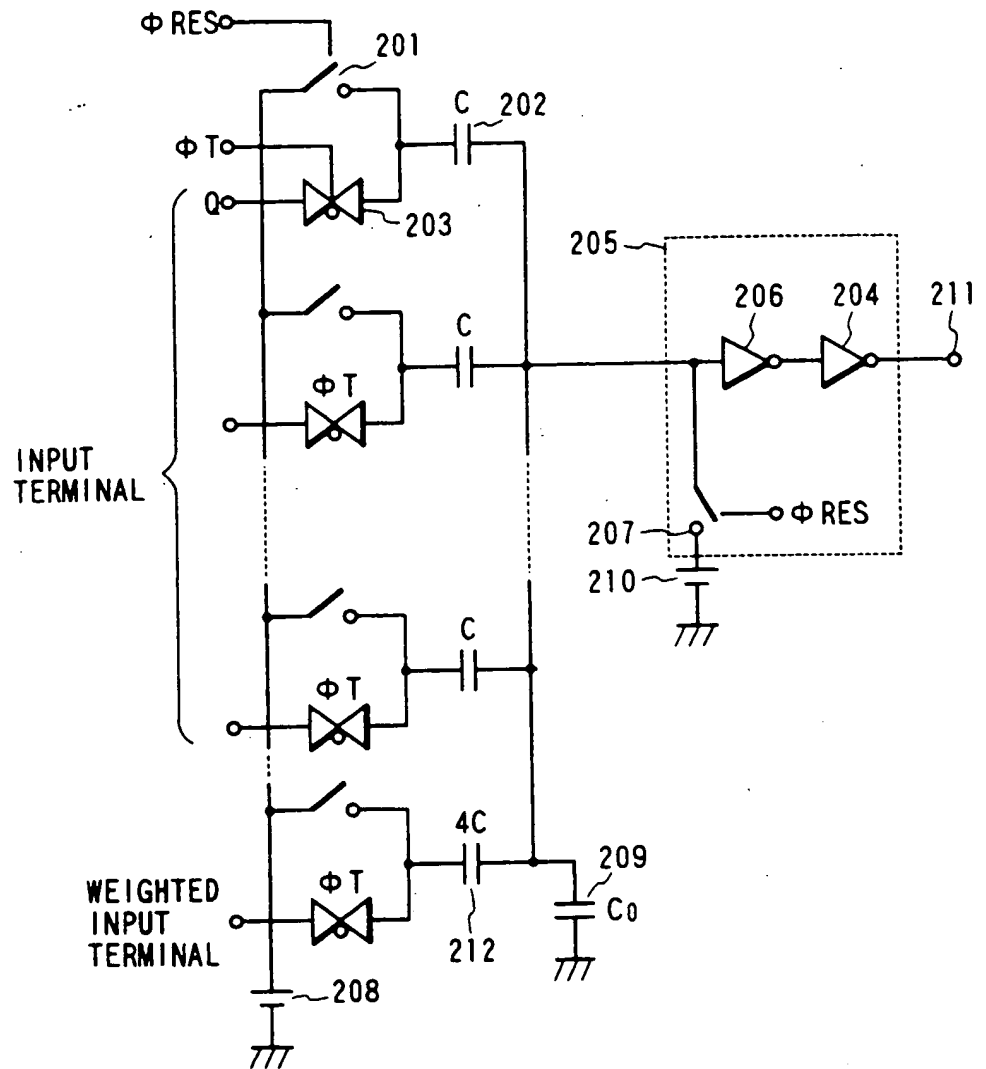 Φ RES
201
C
202
Φ T
Q
203
205
206
204
211
C
Φ T
INPUT
TERMINAL
207
Φ RES
210
C
Φ T
4C
209
Φ T
C0
WEIGHTED
INPUT
TERMINAL
212
208